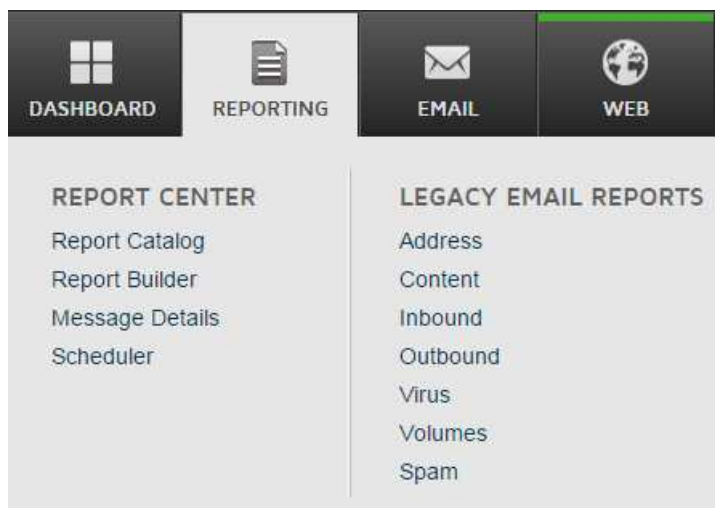 DASHBOARD
REPORTING
EMAIL
WEB
REPORT CENTER
Report Catalog
Report Builder
Message Details
Scheduler
LEGACY EMAIL REPORTS
Address
Content
Inbound
Outbound
Virus
Volumes
Spam